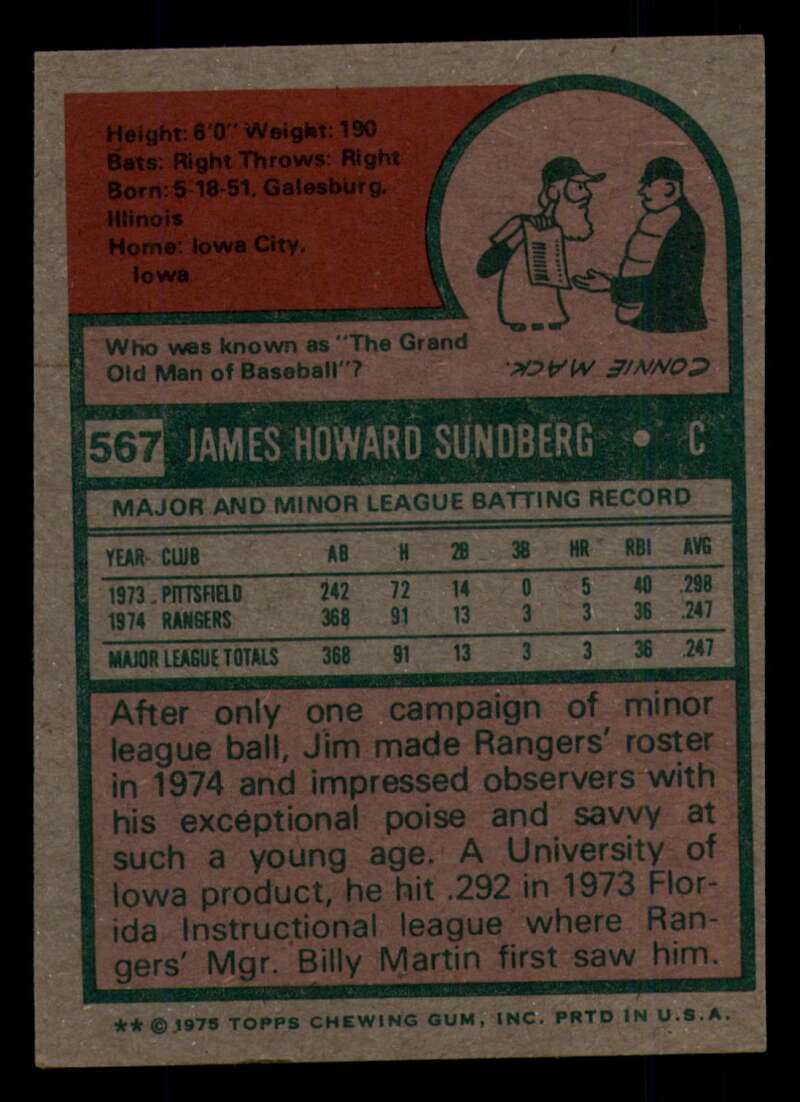 Height: 6'0" Weight: 190
Bats: Right Throws: Right
Born: 5-18-51, Galesburg,
Illinois
Home: Iowa City,
Iowa
Who was known as "The Grand
Old Man of Baseball"?
CONNIE MACK.
567 JAMES HOWARD SUNDBERG • C
MAJOR AND MINOR LEAGUE BATTING RECORD
YEAR CLUB AB H 2B 3B HR RBI AVG
1973 PITTSFIELD 242 72 14 0 5 40 .298
1974 RANGERS 368 91 13 3 3 36 .247
MAJOR LEAGUE TOTALS 368 91 13 3 3 36 .247
After only one campaign of minor
league ball, Jim made Rangers' roster
in 1974 and impressed observers with
his exceptional poise and savvy at
such a young age. A University of
Iowa product, he hit .292 in 1973 Flor-
ida Instructional league where Ran-
gers' Mgr. Billy Martin first saw him.
** © 1975 TOPPS CHEWING GUM, INC. PRTD IN U.S.A.